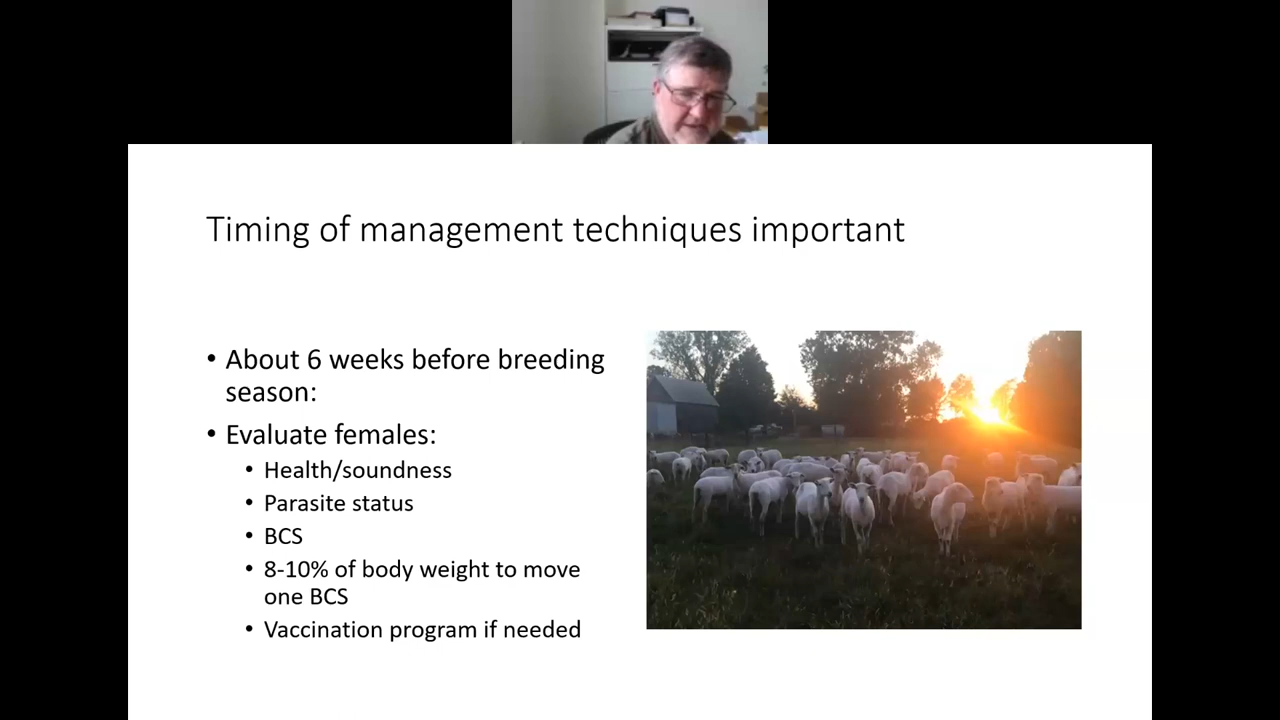 Timing of management techniques important
• About 6 weeks before breeding
season:
• Evaluate females:
• Health/soundness
• Parasite status
• BCS
• 8-10% of body weight to move
one BCS
• Vaccination program if needed